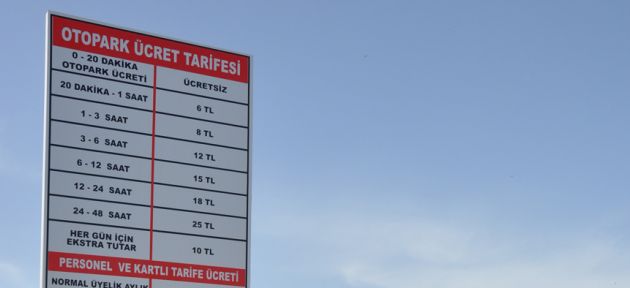 OTOPARK ÜCRET TARİFESİ
0 - 20 DAKİKA
OTOPARK ÜCRETİ
ÜCRETSİZ
20 DAKİKA - 1 SAAT
6 TL
1 - 3 SAAT
8 TL
3 - 6 SAAT
12 TL
6 - 12 SAAT
15 TL
12 - 24 SAAT
18 TL
24 - 48 SAAT
25 TL
HER GÜN İÇİN
EKSTRA TUTAR
10 TL
PERSONEL VE KARTLI TARİFE ÜCRETİ
NORMAL ÜYELİK AYLIK